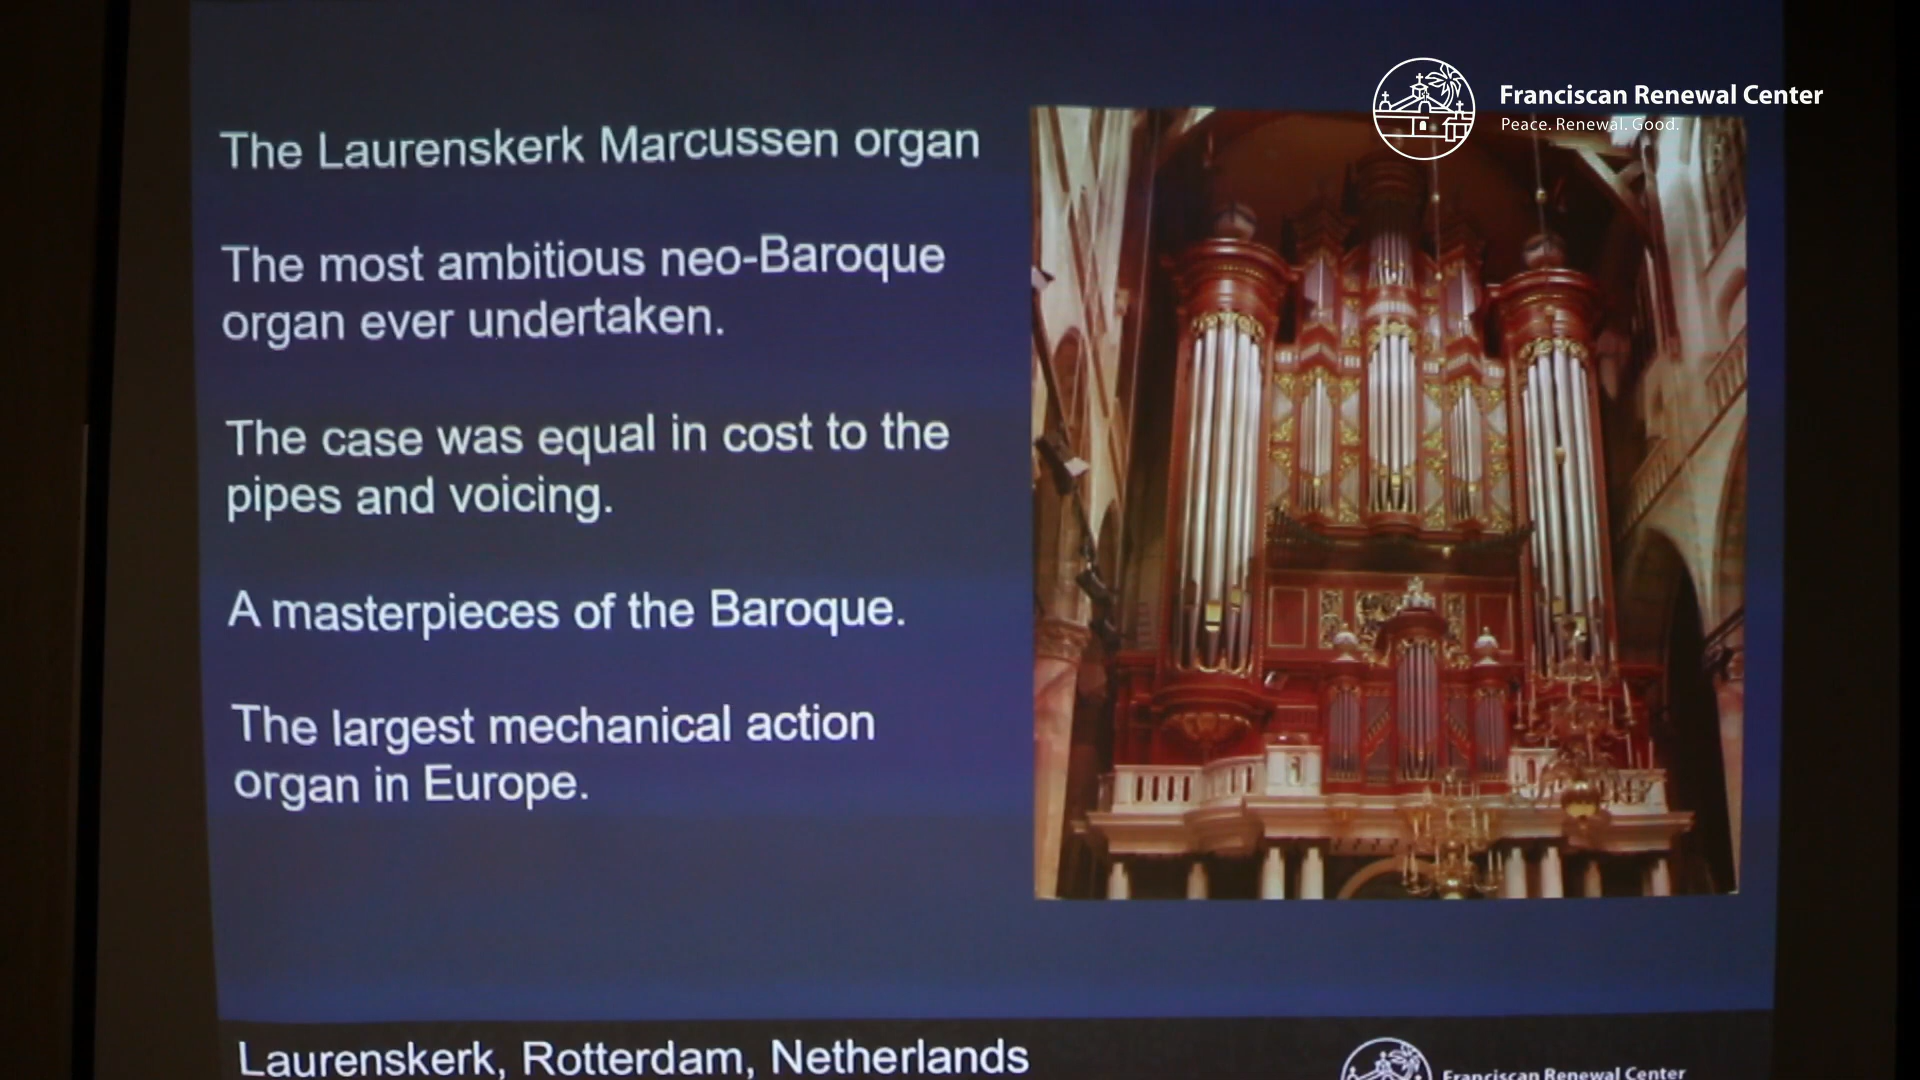 Franciscan Renewal Center
Peace. Renewal. Good.
The Laurenskerk Marcussen organ
The most ambitious neo-Baroque
organ ever undertaken.
The case was equal in cost to the
pipes and voicing.
A masterpieces of the Baroque.
The largest mechanical action
organ in Europe.
Laurenskerk, Rotterdam, Netherlands
Franciscan Renewal Center